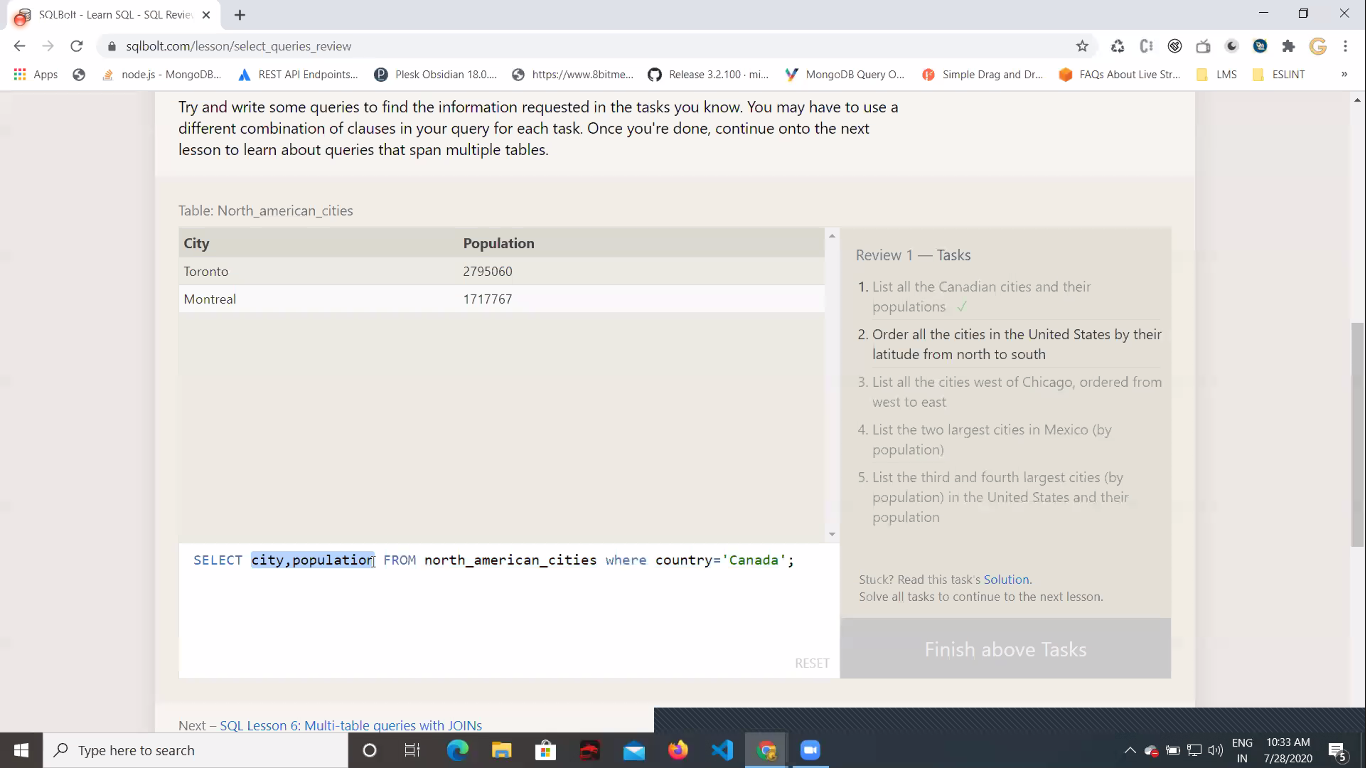 SQLBolt - Learn SQL - SQL Revie
sqlbolt.com/lesson/select_queries_review
Apps
node.js - MongoDB...
REST API Endpoints...
Plesk Obsidian 18.0....
https://www.8bitme...
Release 3.2.100 · mi...
MongoDB Query O...
Simple Drag and Dr...
FAQs About Live Str...
LMS
ESLINT
»
Try and write some queries to find the information requested in the tasks you know. You may have to use a
different combination of clauses in your query for each task. Once you're done, continue onto the next
lesson to learn about queries that span multiple tables.
Table: North_american_cities
City Population
Toronto 2795060
Montreal 1717767
Review 1 — Tasks
1. List all the Canadian cities and their
populations ✓
2. Order all the cities in the United States by their
latitude from north to south
3. List all the cities west of Chicago, ordered from
west to east
4. List the two largest cities in Mexico (by
population)
5. List the third and fourth largest cities (by
population) in the United States and their
population
SELECT city,population FROM north_american_cities where country='Canada';
RESET
Stuck? Read this task's Solution.
Solve all tasks to continue to the next lesson.
Finish above Tasks
Next – SQL Lesson 6: Multi-table queries with JOINs
Type here to search
ENG
IN
10:33 AM
7/28/2020
5